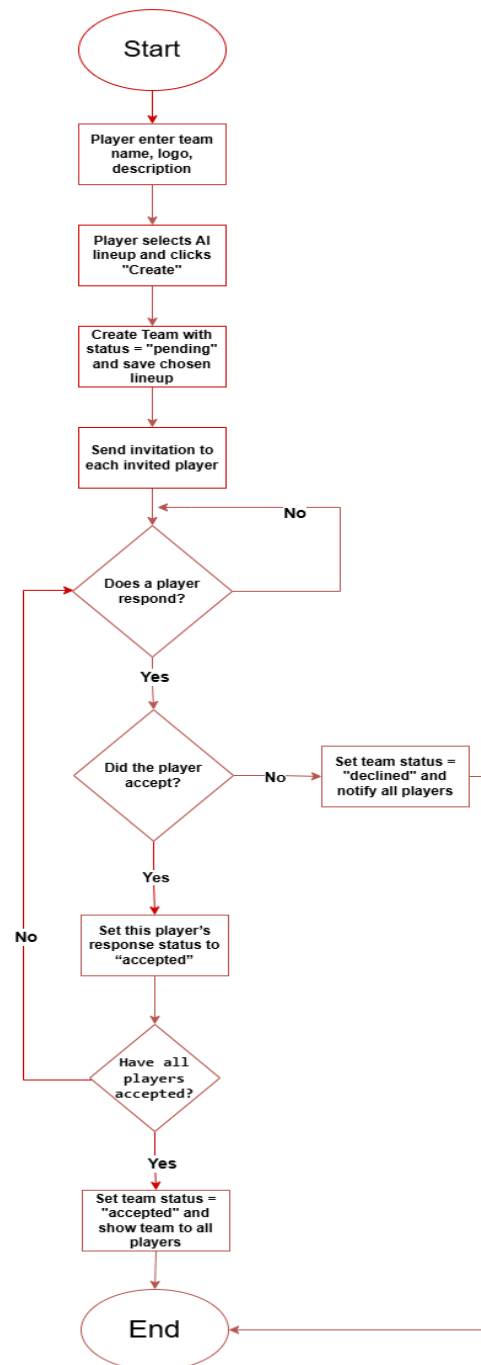 Start
Player enter team
name, logo,
description
Player selects AI
lineup and clicks
"Create"
Create Team with
status = "pending"
and save chosen
lineup
Send invitation to
each invited player
No
Does a player
respond?
Yes
Did the player
accept?
No
Set team status =
"declined" and
notify all players
Yes
Set this player’s
response status to
“accepted”
No
Have all
players
accepted?
Yes
Set team status =
"accepted" and
show team to all
players
End